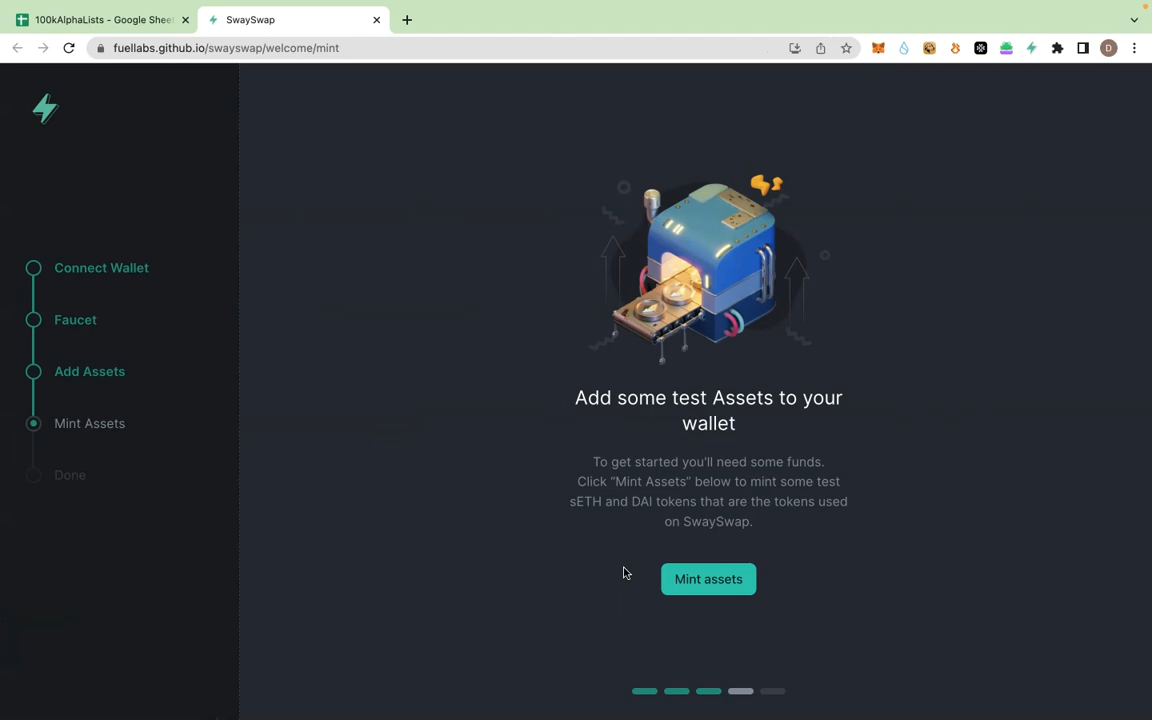 100kAlphaLists - Google Shee
SwaySwap
fuellabs.github.io/swayswap/welcome/mint
D
Connect Wallet
Faucet
Add Assets
Mint Assets
Done
Add some test Assets to your
wallet
To get started you'll need some funds.
Click “Mint Assets” below to mint some test
sETH and DAI tokens that are the tokens used
on SwaySwap.
Mint assets